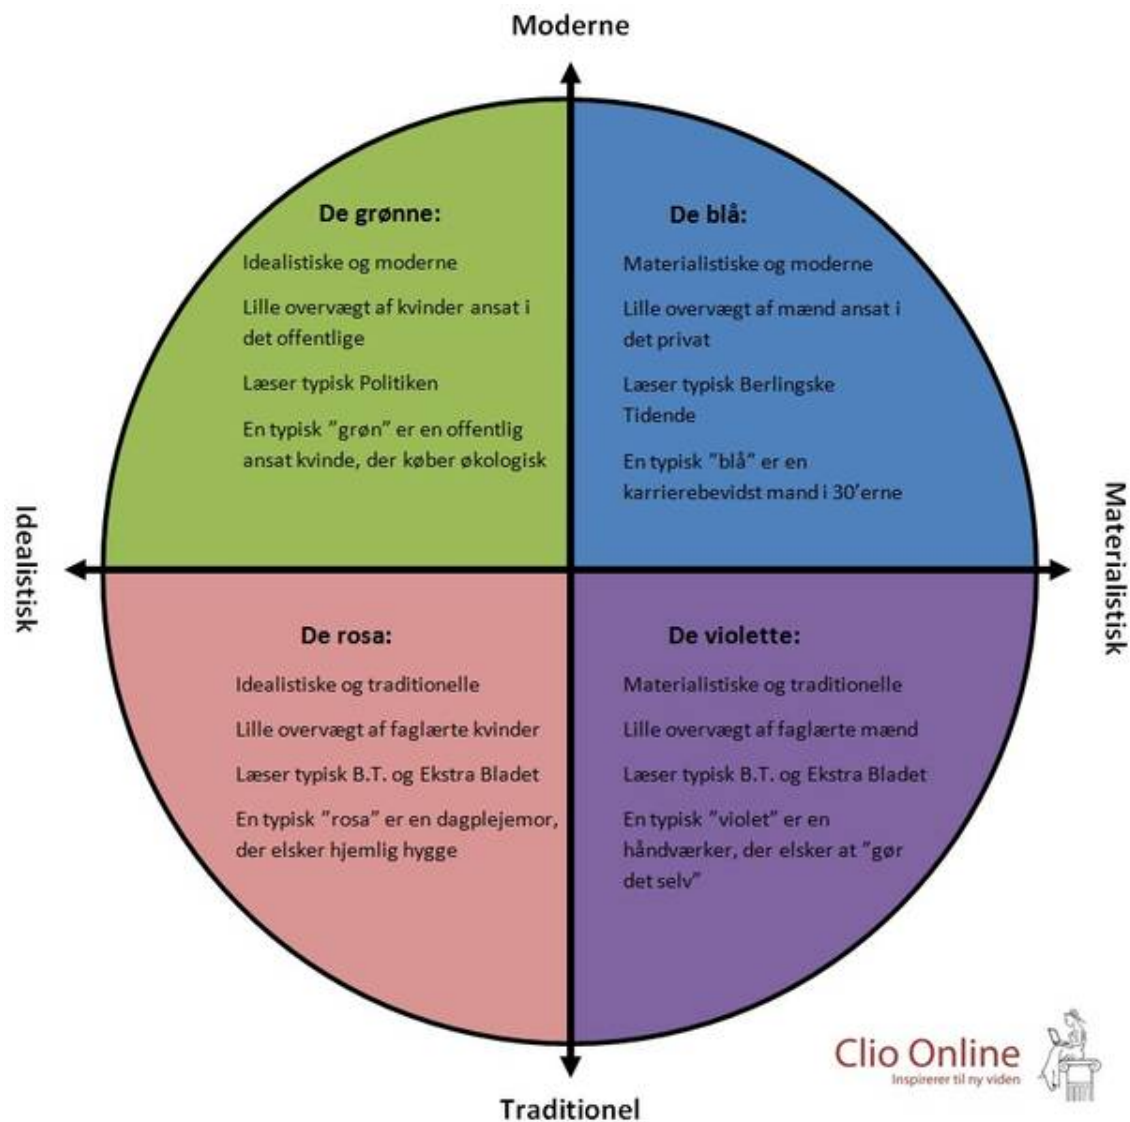 Moderne
De grønne:
Idealistiske og moderne
Lille overvægt af kvinder ansat i
det offentlige
Læser typisk Politiken
En typisk ”grøn” er en offentlig
ansat kvinde, der køber økologisk
De blå:
Materialistiske og moderne
Lille overvægt af mænd ansat i
det privat
Læser typisk Berlingske
Tidende
En typisk ”blå” er en
karrierebevidst mand i 30’erne
Idealistisk
Materialistisk
De rosa:
Idealistiske og traditionelle
Lille overvægt af faglærte kvinder
Læser typisk B.T. og Ekstra Bladet
En typisk ”rosa” er en dagplejemor,
der elsker hjemlig hygge
De violette:
Materialistiske og traditionelle
Lille overvægt af faglærte mænd
Læser typisk B.T. og Ekstra Bladet
En typisk ”violet” er en
håndværker, der elsker at ”gør
det selv”
Traditionel
Clio Online
Inspirerer til ny viden